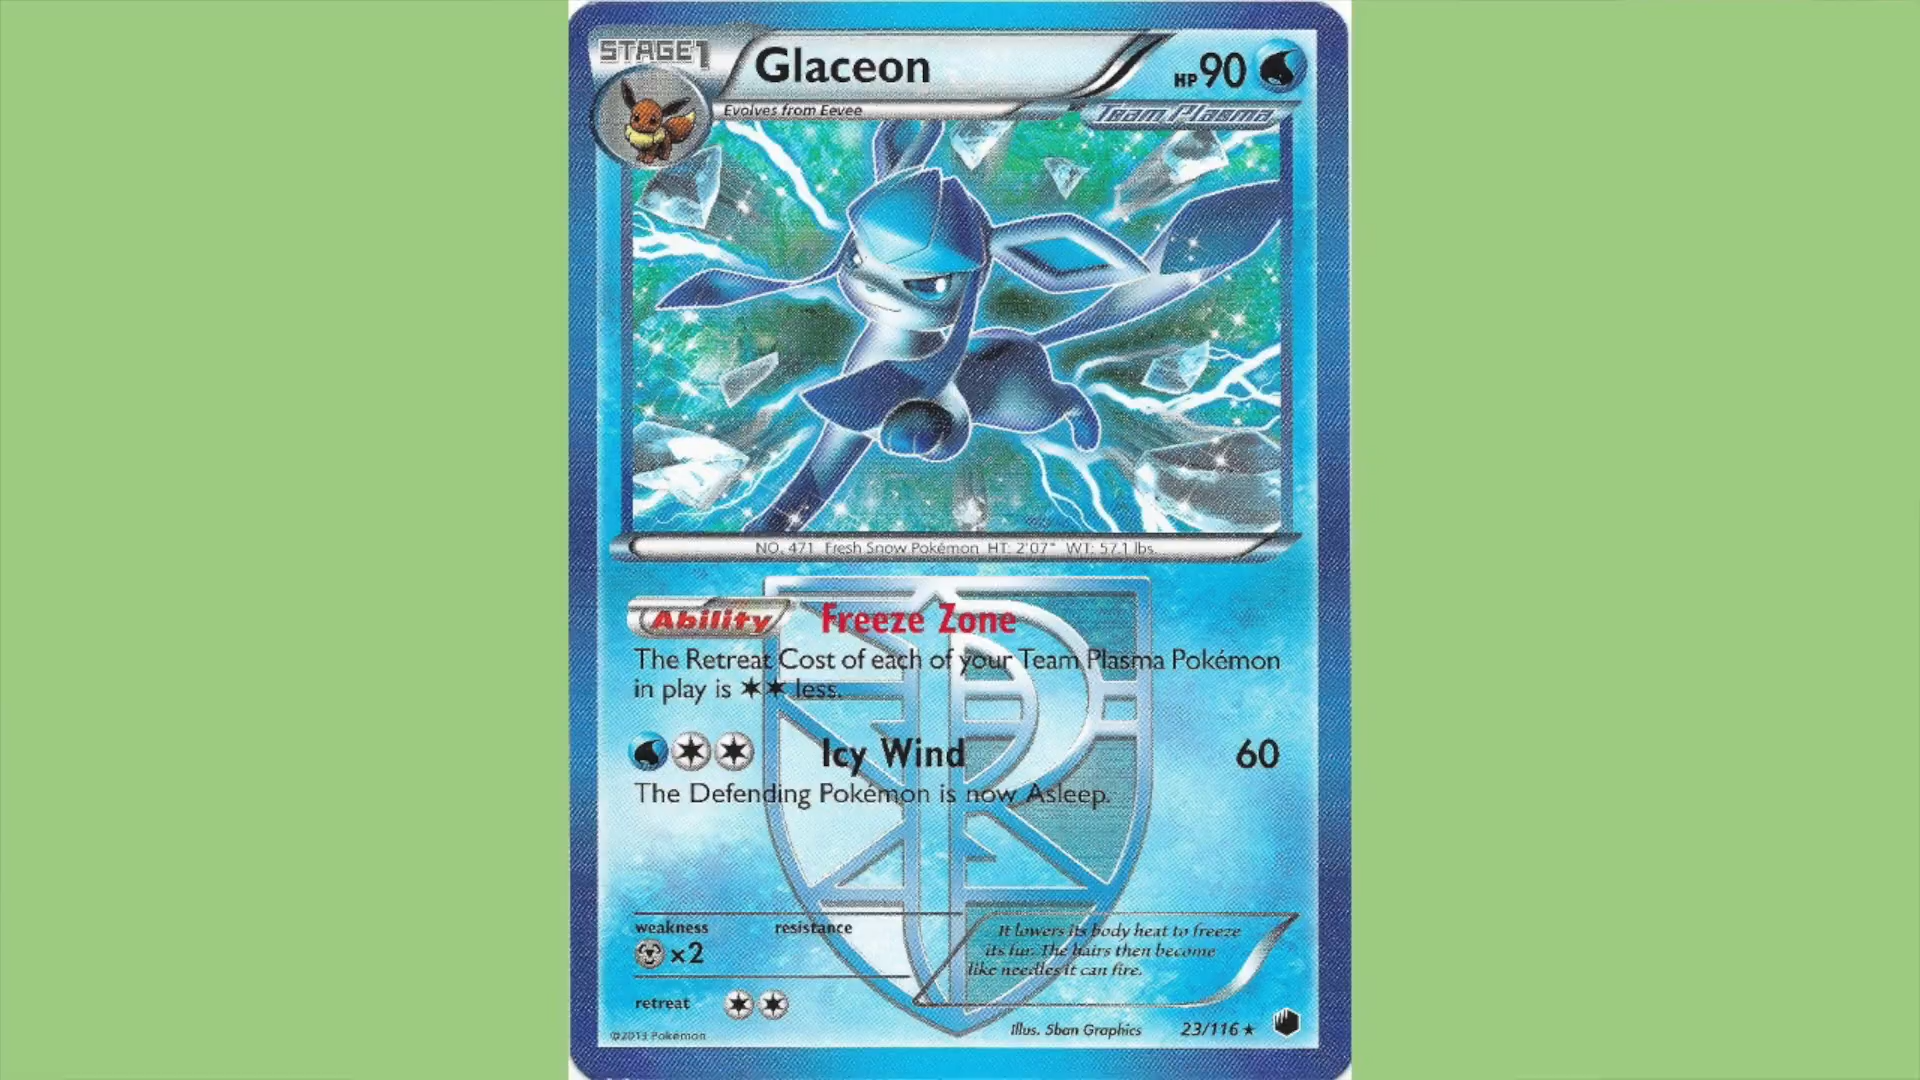 STAGE1
Glaceon
HP 90
Evolves from Eevee
Team Plasma
NO. 471 Fresh Snow Pokémon HT: 2'07" WT: 57.1 lbs.
Ability Freeze Zone
The Retreat Cost of each of your Team Plasma Pokémon
in play is ✶✶ less.
Icy Wind 60
The Defending Pokémon is now Asleep.
weakness resistance
×2
It lowers its body heat to freeze
its fur. The hairs then become
like needles it can fire.
retreat
©2013 Pokémon
Illus. 5ban Graphics 23/116 ★